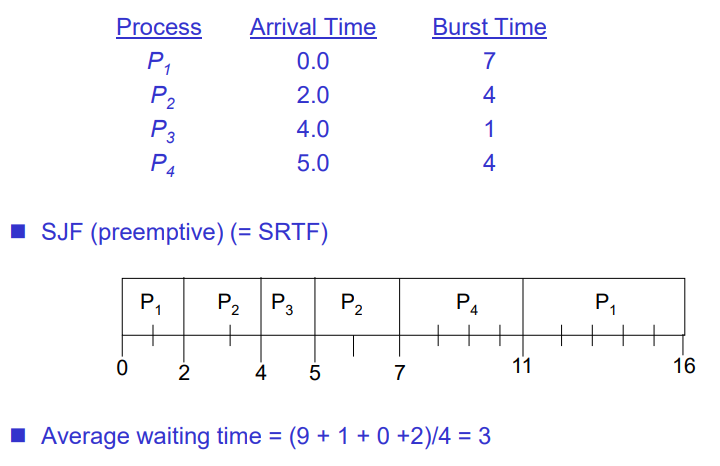 Process Arrival Time Burst Time
P1 0.0 7
P2 2.0 4
P3 4.0 1
P4 5.0 4
SJF (preemptive) (= SRTF)
P1 P2 P3 P2 P4 P1
0 2 4 5 7 11 16
Average waiting time = (9 + 1 + 0 +2)/4 = 3